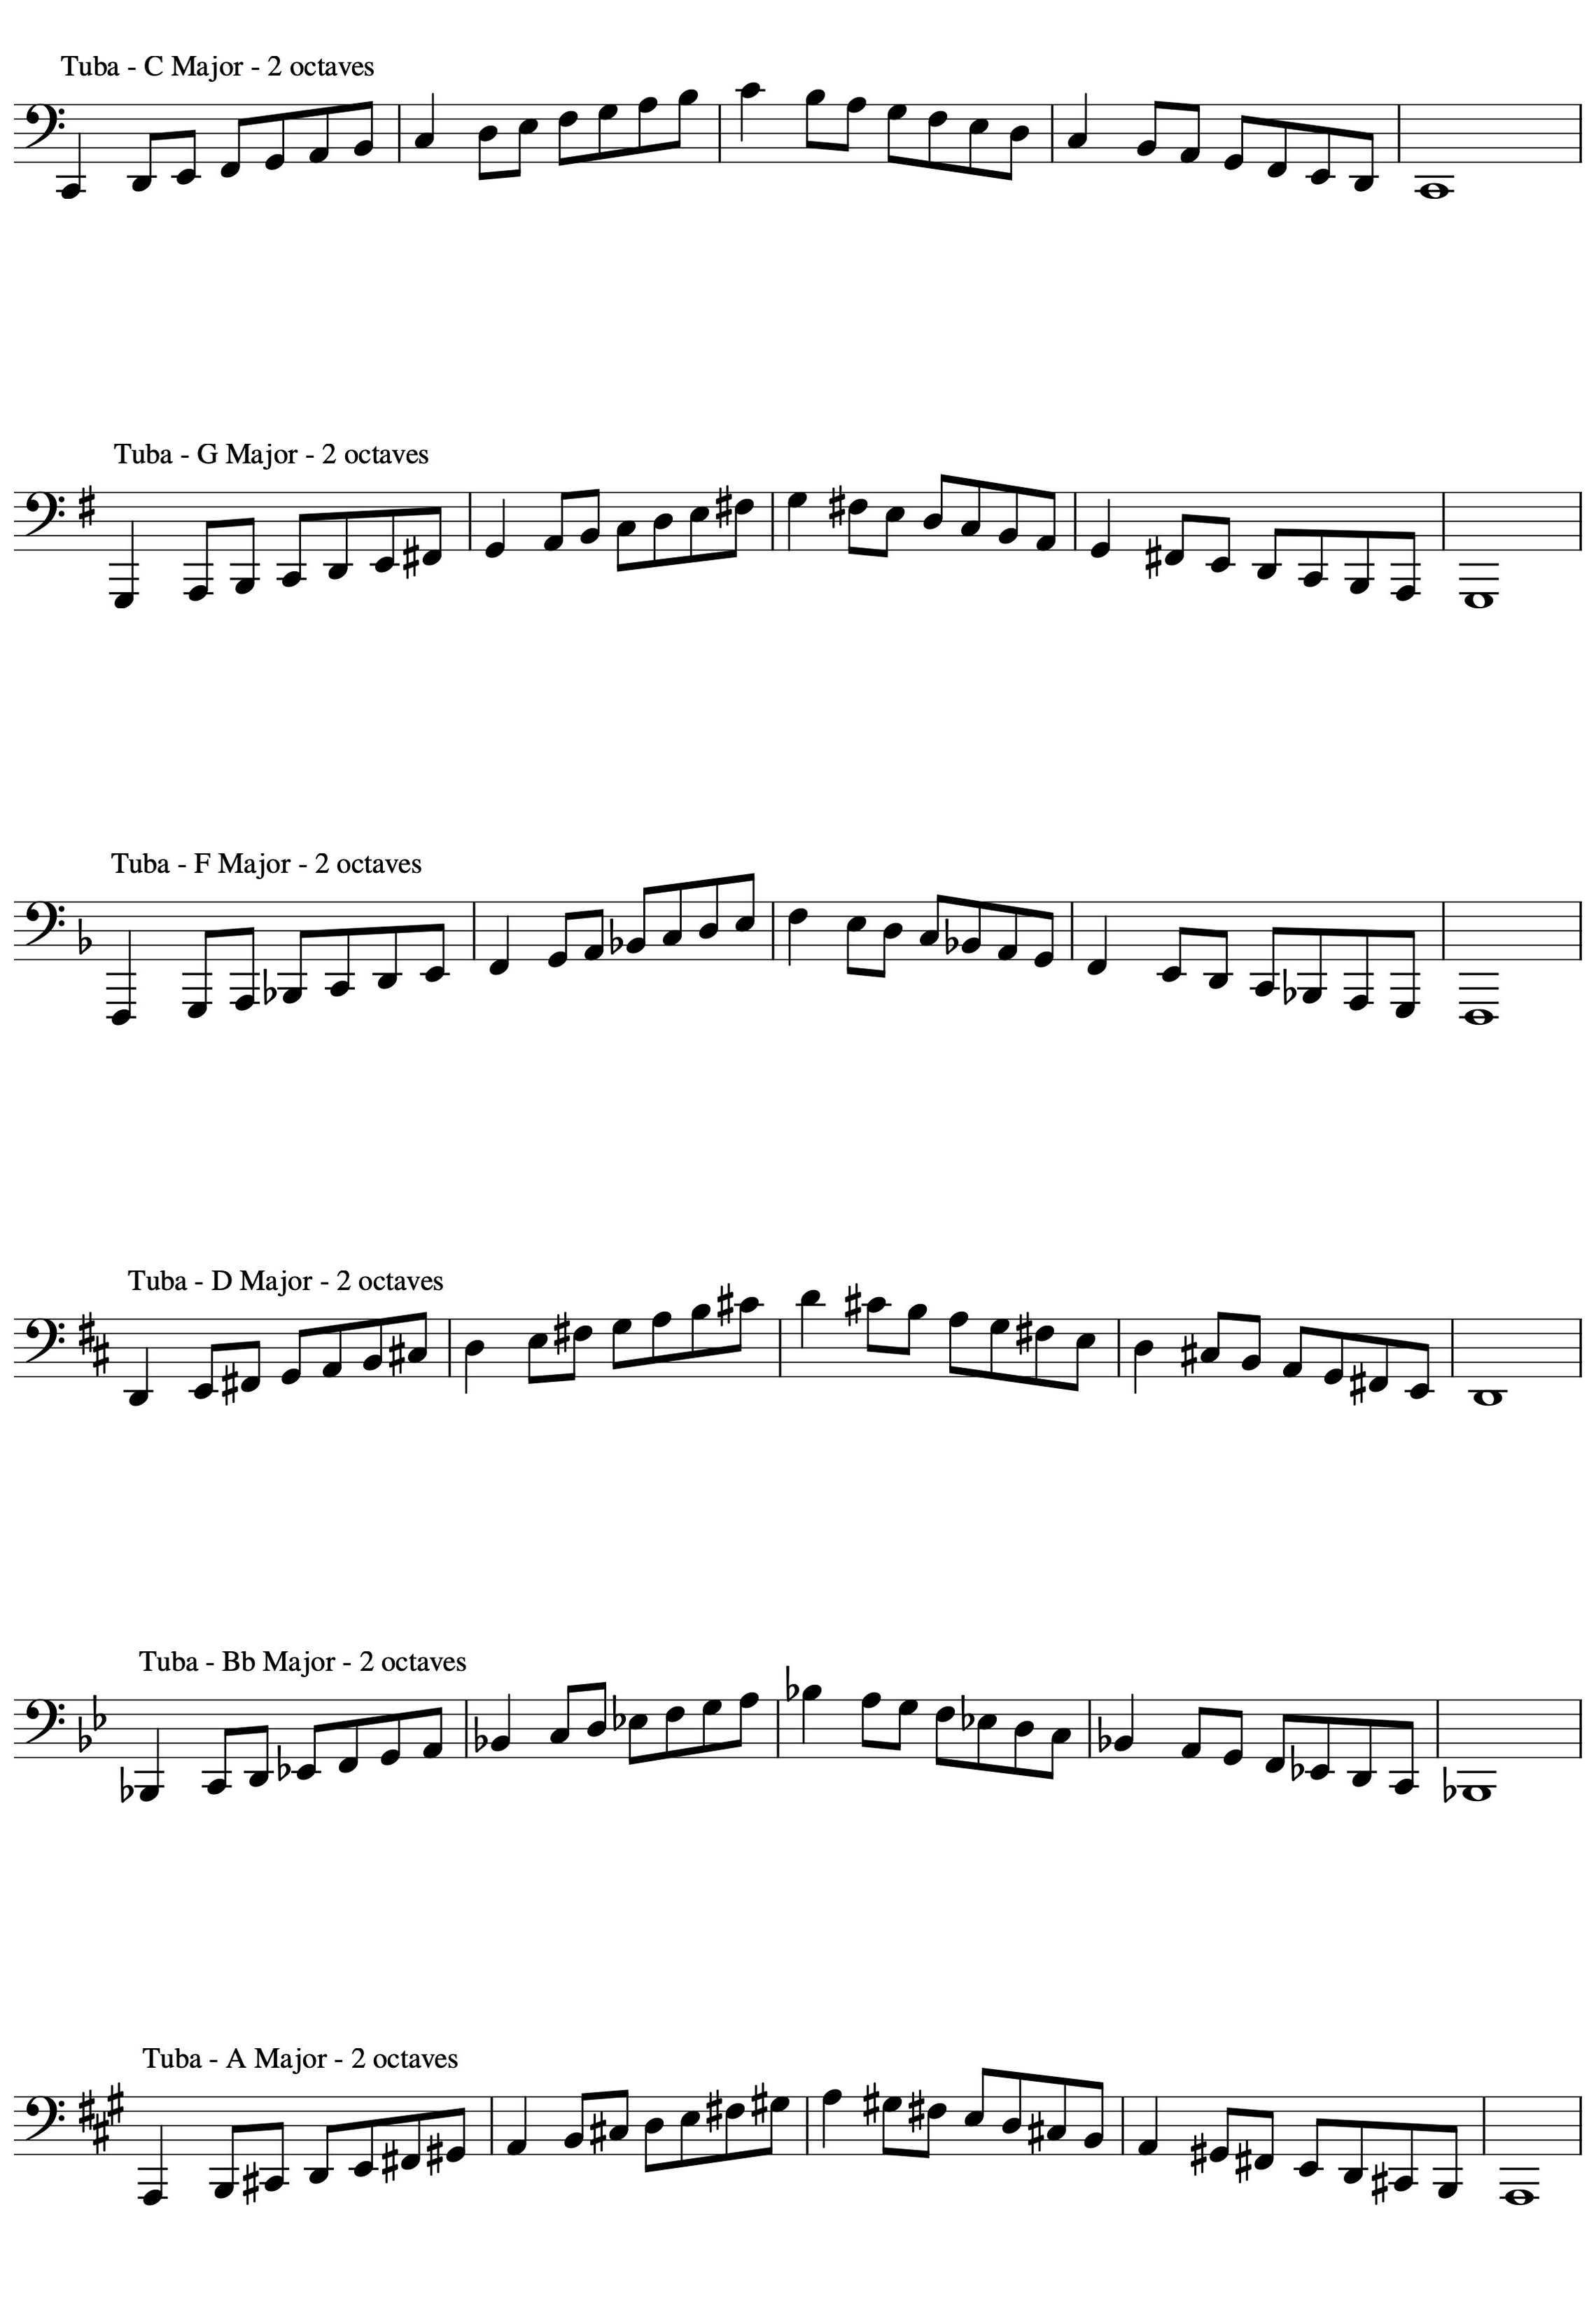 Tuba - C Major - 2 octaves
Tuba - G Major - 2 octaves
Tuba - F Major - 2 octaves
Tuba - D Major - 2 octaves
Tuba - Bb Major - 2 octaves
Tuba - A Major - 2 octaves